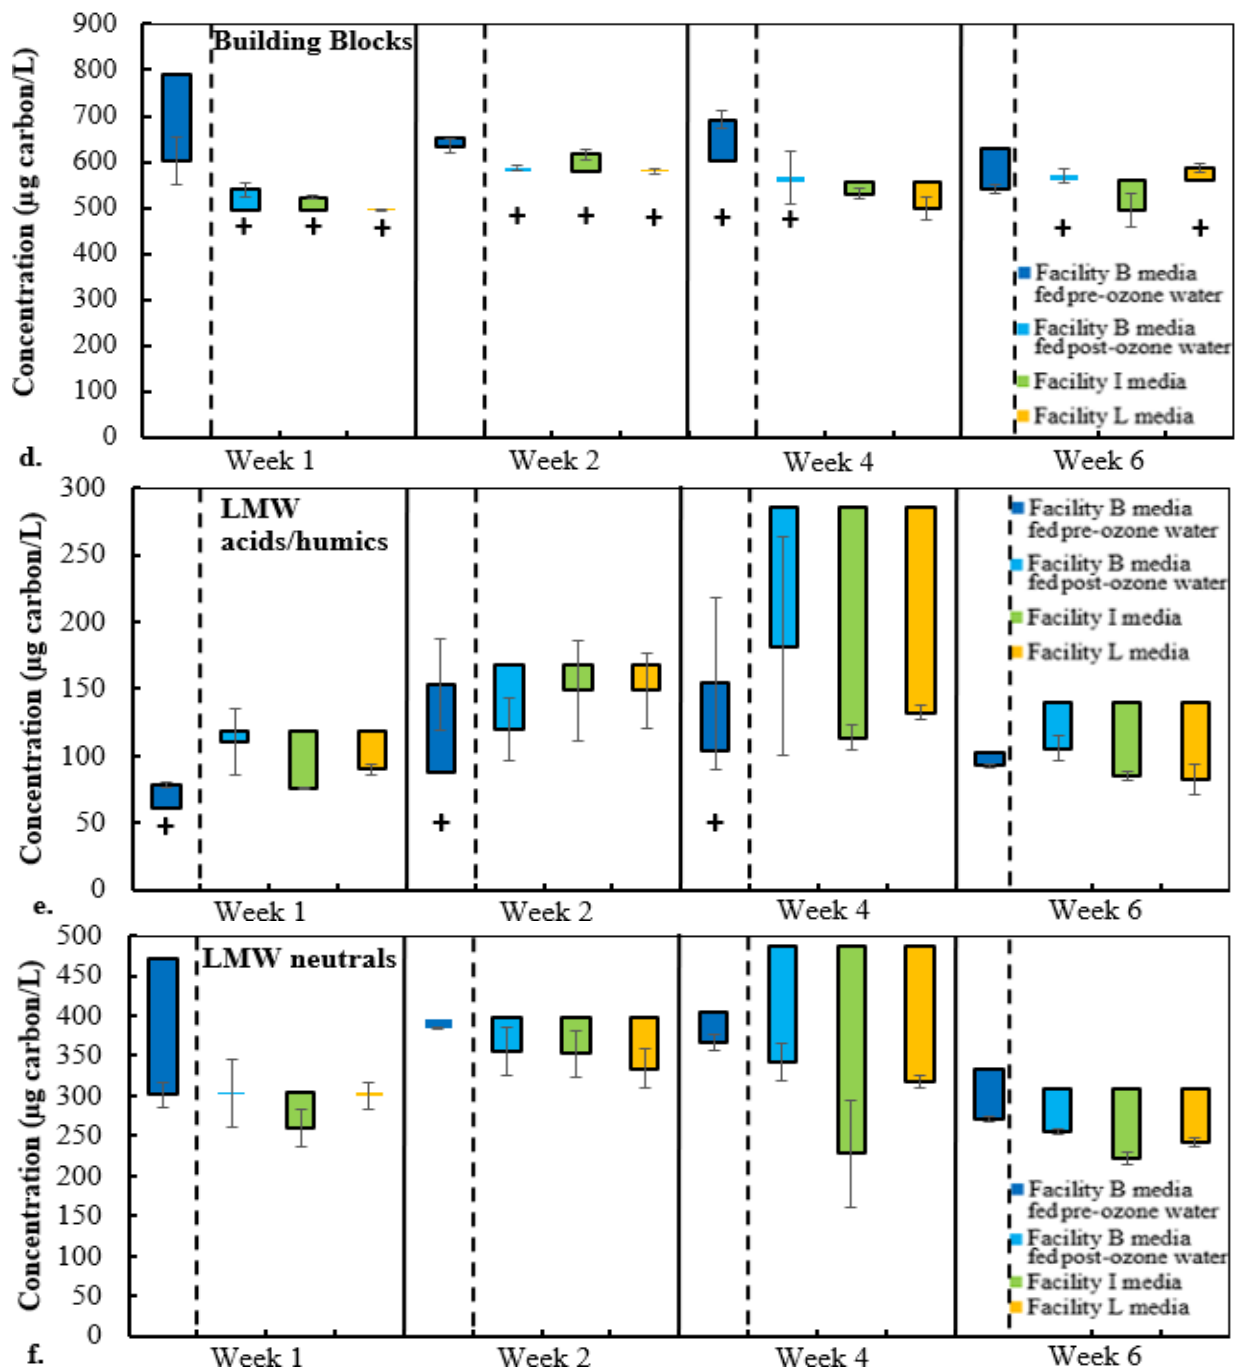 900
Building Blocks
800
700
600
500
400
300
200
100
0
Concentration (µg carbon/L)
+ + +
+ + +
+ +
+ +
Facility B media
fed pre-ozone water
Facility B media
fed post-ozone water
Facility I media
Facility L media
d.
Week 1 Week 2 Week 4 Week 6
300
LMW
acids/humics
250
200
150
100
50
0
Concentration (µg carbon/L)
+ + +
Facility B media
fed pre-ozone water
Facility B media
fed post-ozone water
Facility I media
Facility L media
e.
Week 1 Week 2 Week 4 Week 6
500
LMW neutrals
450
400
350
300
250
200
150
100
50
0
Concentration (µg carbon/L)
Facility B media
fed pre-ozone water
Facility B media
fed post-ozone water
Facility I media
Facility L media
f.
Week 1 Week 2 Week 4 Week 6